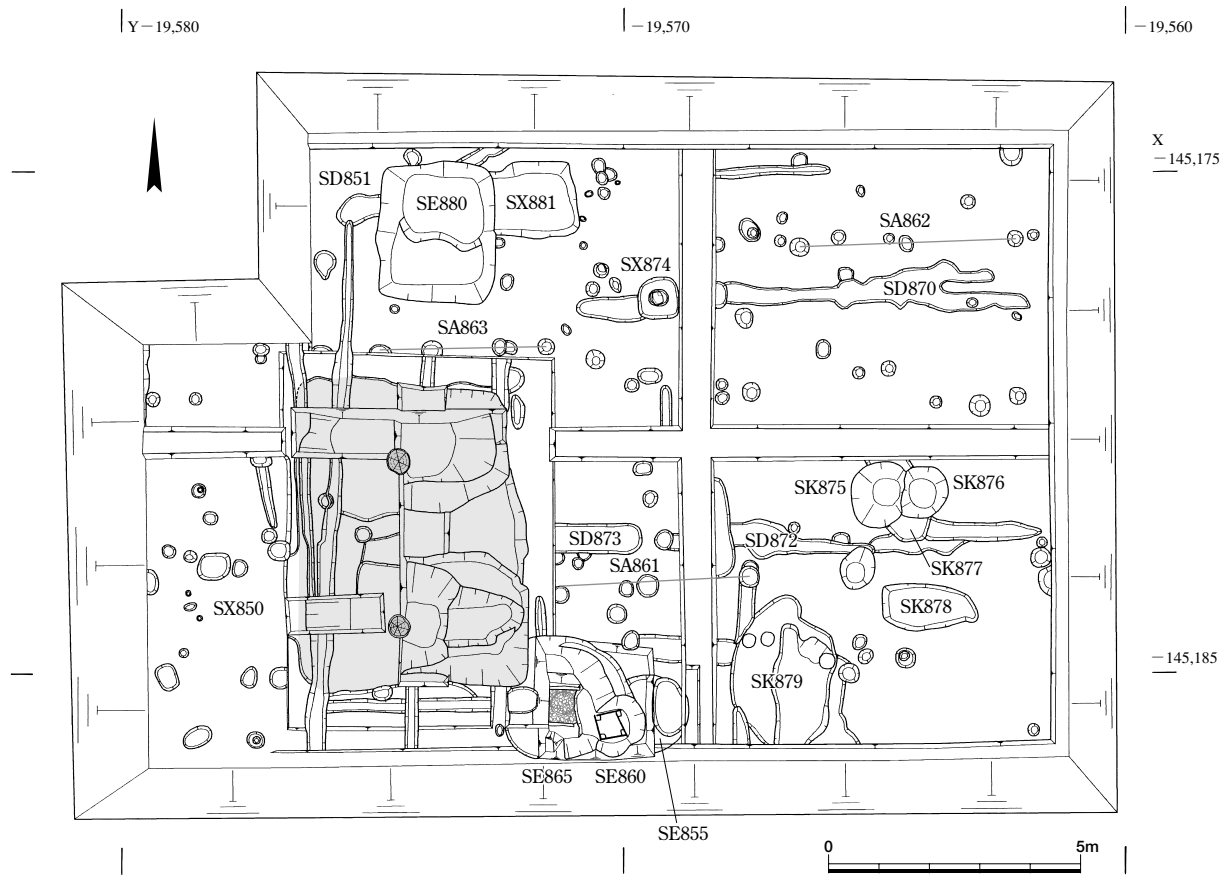 Y－19,580
－19,570
－19,560
X
－145,175
SD851
SE880
SX881
SA862
SX874
SD870
SA863
SK875
SK876
SD873
SD872
SA861
SK877
SX850
SK878
－145,185
SK879
SE865
SE860
SE855
0
5m